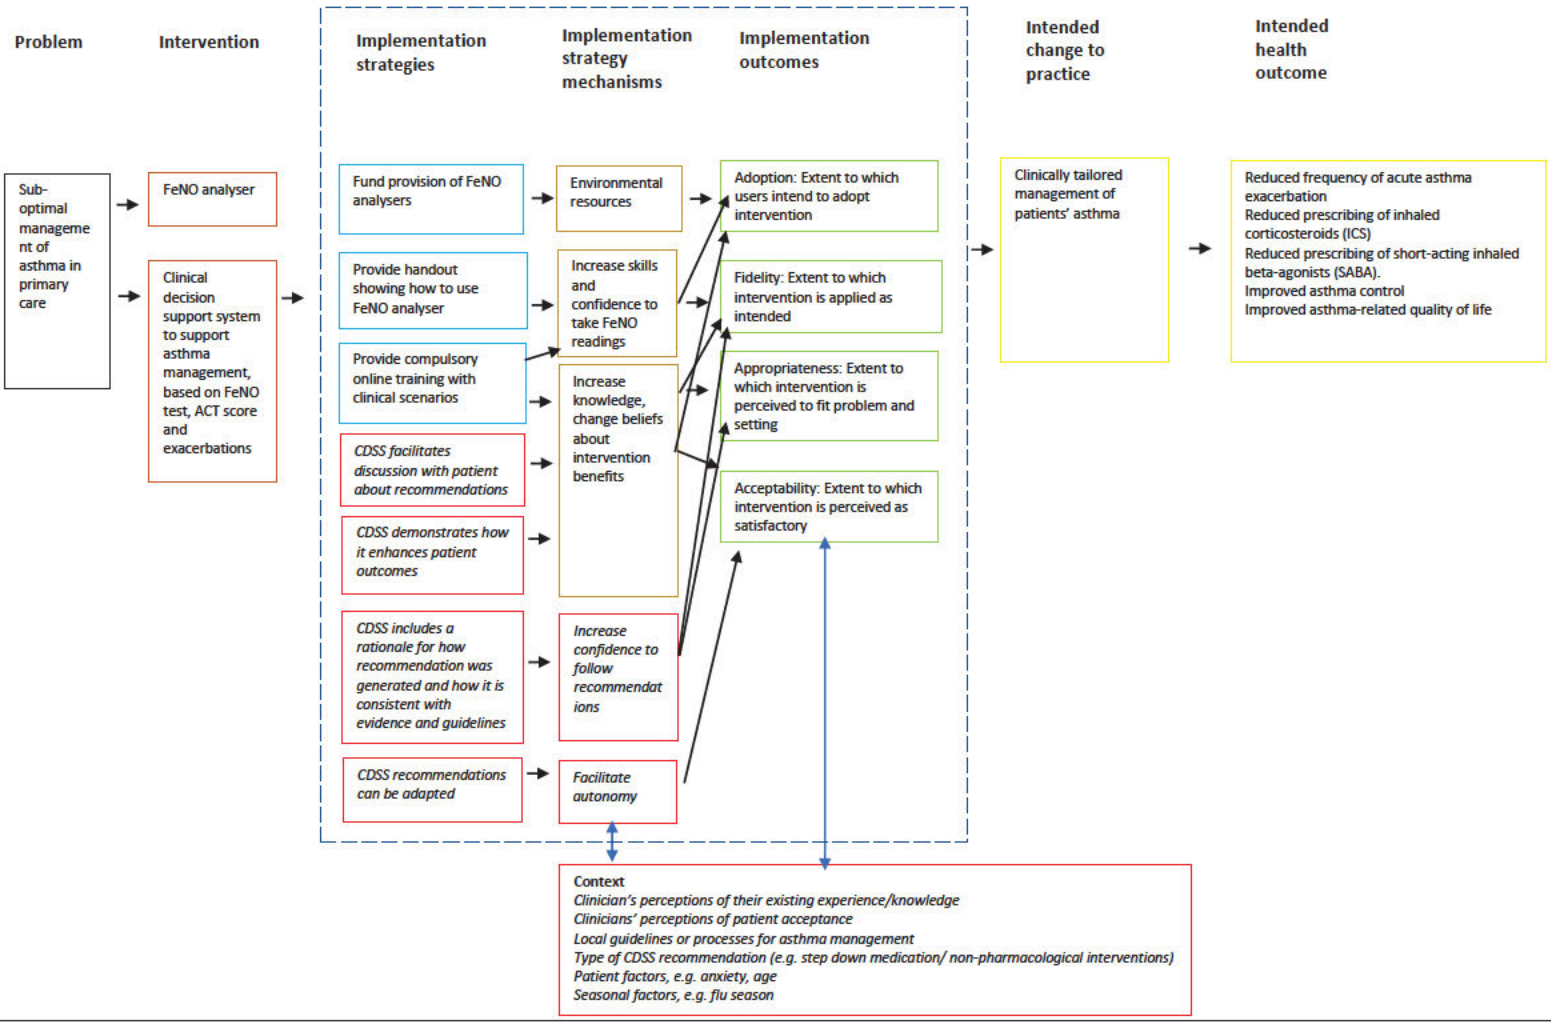 Problem
Intervention
Implementation
strategies
Implementation
strategy
mechanisms
Implementation
outcomes
Intended
change to
practice
Intended
health
outcome
Sub-
optimal
manageme
nt of
asthma in
primary
care
FeNO analyser
Clinical
decision
support system
to support
asthma
management,
based on FeNO
test, ACT score
and
exacerbations
Fund provision of FeNO
analysers
Provide handout
showing how to use
FeNO analyser
Provide compulsory
online training with
clinical scenarios
CDSS facilitates
discussion with patient
about recommendations
CDSS demonstrates how
it enhances patient
outcomes
CDSS includes a
rationale for how
recommendation was
generated and how it is
consistent with
evidence and guidelines
CDSS recommendations
can be adapted
Environmental
resources
Increase skills
and
confidence to
take FeNO
readings
Increase
knowledge,
change beliefs
about
intervention
benefits
Increase
confidence to
follow
recommendat
ions
Facilitate
autonomy
Adoption: Extent to which
users intend to adopt
intervention
Fidelity: Extent to which
intervention is applied as
intended
Appropriateness: Extent to
which intervention is
perceived to fit problem and
setting
Acceptability: Extent to which
intervention is perceived as
satisfactory
Clinically tailored
management of
patients' asthma
Reduced frequency of acute asthma
exacerbation
Reduced prescribing of inhaled
corticosteroids (ICS)
Reduced prescribing of short-acting inhaled
beta-agonists (SABA).
Improved asthma control
Improved asthma-related quality of life
Context
Clinician's perceptions of their existing experience/knowledge
Clinicians' perceptions of patient acceptance
Local guidelines or processes for asthma management
Type of CDSS recommendation (e.g. step down medication/ non-pharmacological interventions)
Patient factors, e.g. anxiety, age
Seasonal factors, e.g. flu season